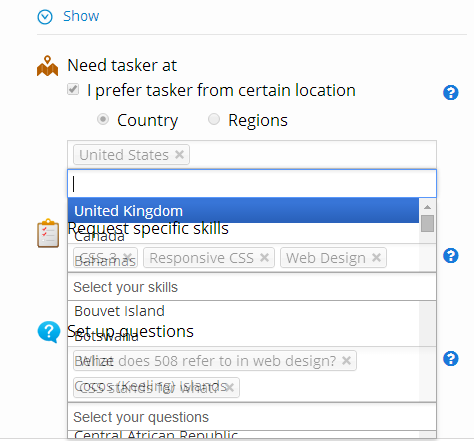 Show
Need tasker at
I prefer tasker from certain location
Country Regions
United States ×
United Kingdom
Request specific skills
Canada
CSS 3 × Responsive CSS × Web Design ×
Bahamas
Select your skills
Bouvet Island
Set up questions
Botswana
What does 508 refer to in web design? ×
Belize
CSS stands for what? ×
Cocos (Keeling) Islands
Select your questions
Central African Republic